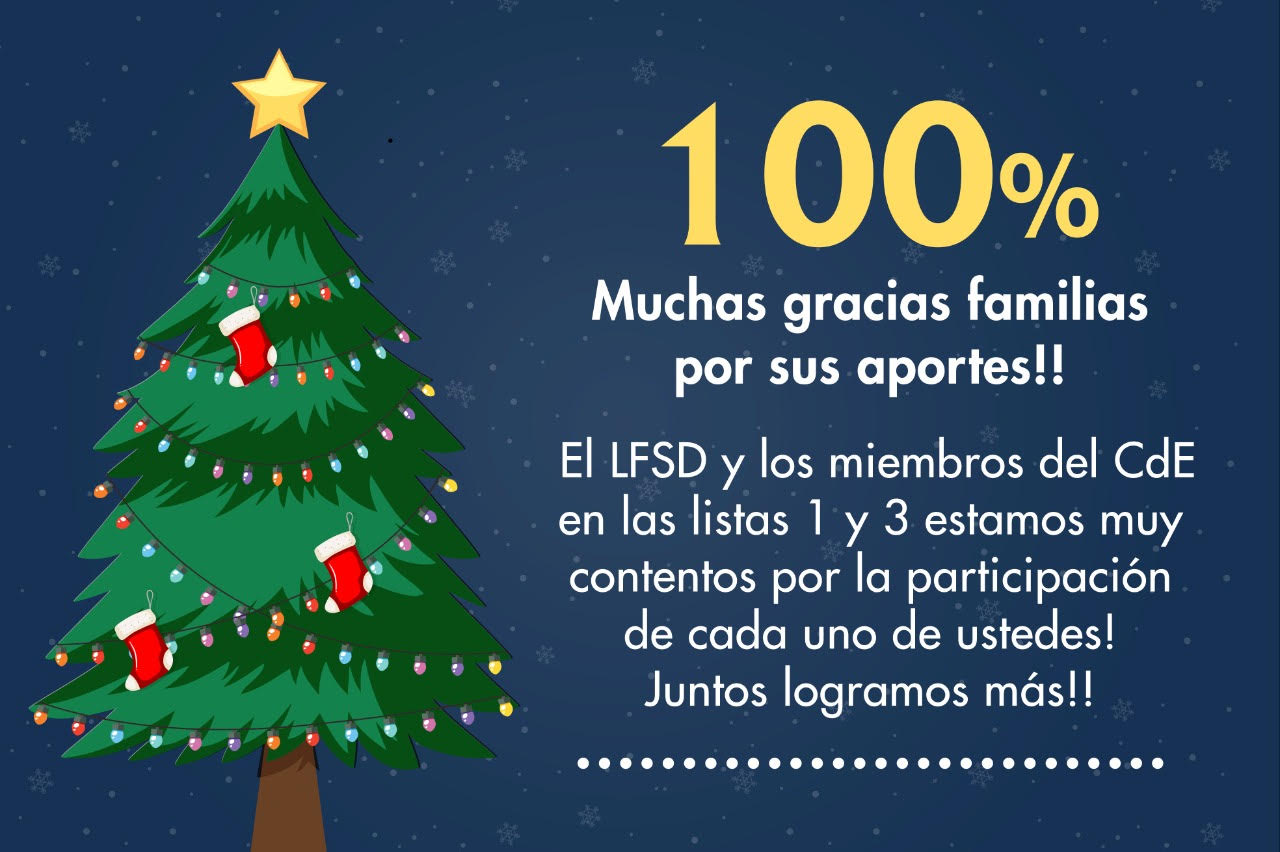 100%
Muchas gracias familias
por sus aportes!!
El LFSD y los miembros del CdE
en las listas 1 y 3 estamos muy
contentos por la participación
de cada uno de ustedes!
Juntos logramos más!!